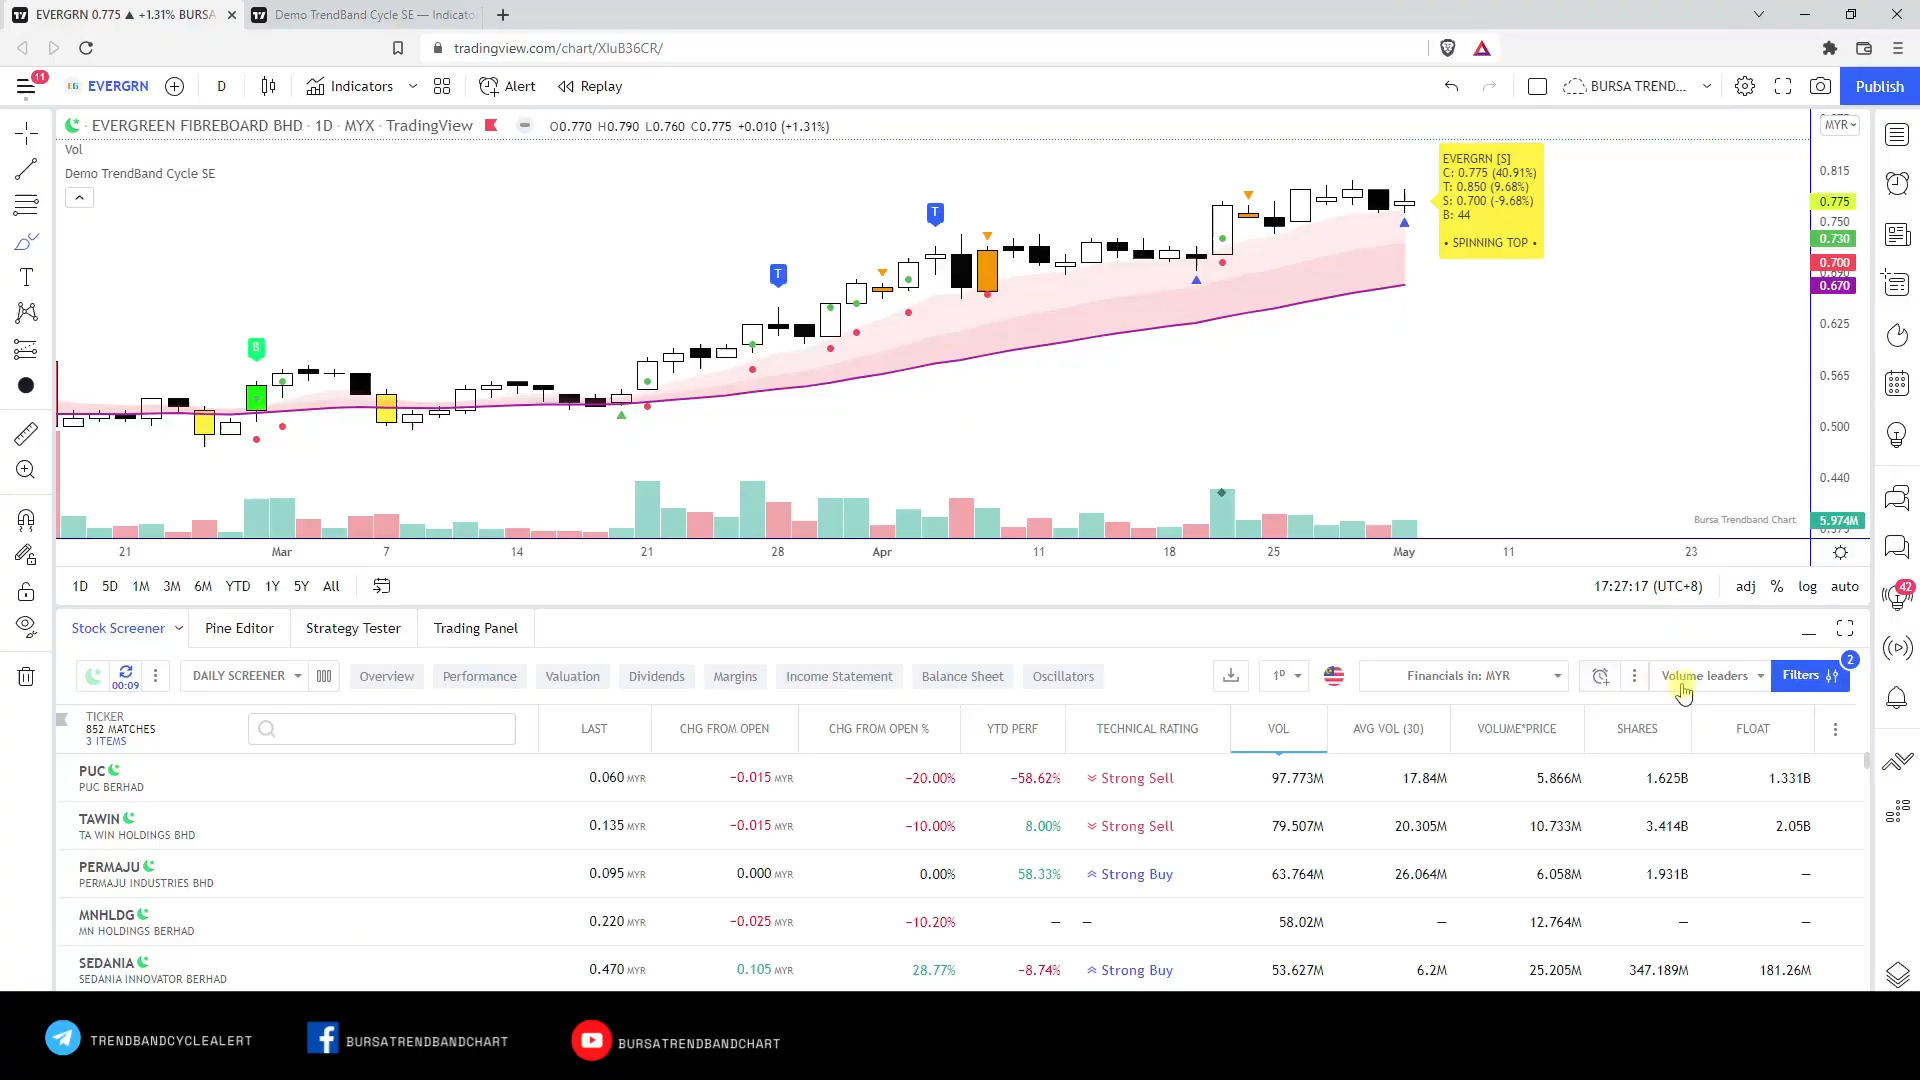 EVERGRN 0.775 ▲ +1.31% BURSA
Demo TrendBand Cycle SE — Indicato
tradingview.com/chart/XIuB36CR/
11
EVERGRN
D
Indicators
Alert
Replay
BURSA TREND...
Publish
EVERGREEN FIBREBOARD BHD · 1D · MYX · TradingView
O0.770 H0.790 L0.760 C0.775 +0.010 (+1.31%)
MYR
Vol
Demo TrendBand Cycle SE
EVERGRN [S]
C: 0.775 (40.91%)
T: 0.850 (9.68%)
S: 0.700 (-9.68%)
B: 44
• SPINNING TOP •
B
T
T
0.815
0.775
0.750
0.730
0.700
0.690
0.670
0.625
0.565
0.500
0.440
Bursa Trendband Chart
5.974M
21
Mar
7
14
21
28
Apr
11
18
25
May
11
23
1D 5D 1M 3M 6M YTD 1Y 5Y All
17:27:17 (UTC+8)
adj % log auto
42
Stock Screener
Pine Editor
Strategy Tester
Trading Panel
00:09
DAILY SCREENER
Overview
Performance
Valuation
Dividends
Margins
Income Statement
Balance Sheet
Oscillators
1D
Financials in: MYR
Volume leaders
Filters
2
TICKER
852 MATCHES
3 ITEMS
LAST
CHG FROM OPEN
CHG FROM OPEN %
YTD PERF
TECHNICAL RATING
VOL
AVG VOL (30)
VOLUME*PRICE
SHARES
FLOAT
PUC
PUC BERHAD
0.060 MYR −0.015 MYR −20.00% −58.62% Strong Sell 97.773M 17.84M 5.866M 1.625B 1.331B
TAWIN
TA WIN HOLDINGS BHD
0.135 MYR −0.015 MYR −10.00% 8.00% Strong Sell 79.507M 20.305M 10.733M 3.414B 2.05B
PERMAJU
PERMAJU INDUSTRIES BHD
0.095 MYR 0.000 MYR 0.00% 58.33% Strong Buy 63.764M 26.064M 6.058M 1.931B —
MNHLDG
MN HOLDINGS BERHAD
0.220 MYR −0.025 MYR −10.20% — — 58.02M — 12.764M — —
SEDANIA
SEDANIA INNOVATOR BERHAD
0.470 MYR 0.105 MYR 28.77% −8.74% Strong Buy 53.627M 6.2M 25.205M 347.189M 181.26M
TRENDBANDCYCLEALERT
BURSATRENDBANDCHART
BURSATRENDBANDCHART